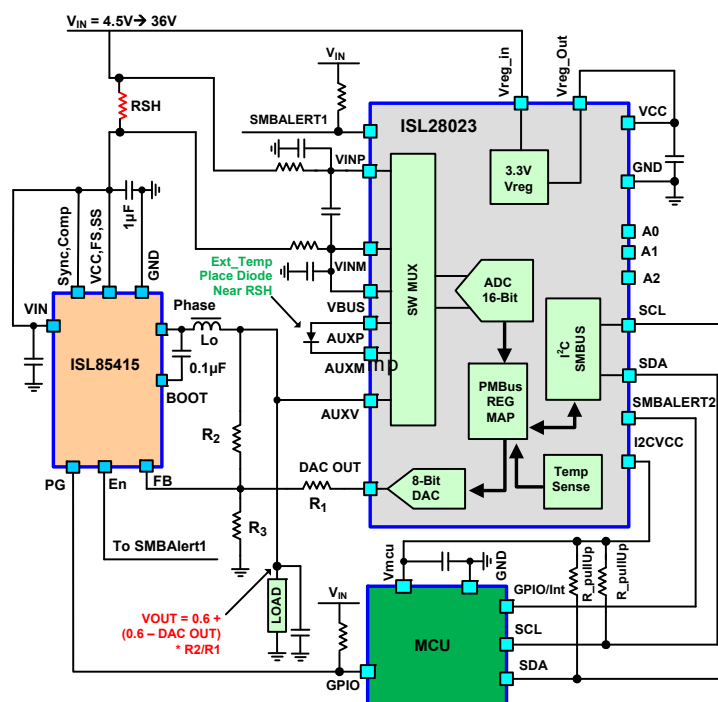 VIN = 4.5V→ 36V
RSH
VIN
SMBALERT1
Vreg_in
Vreg_Out
ISL28023
VCC
GND
3.3V
Vreg
VINP
VINM
VBUS
AUXP
AUXM
mp
AUXV
Ext_Temp
Place Diode
Near RSH
SW MUX
ADC
16-Bit
A0
A1
A2
SCL
SDA
SMBALERT2
I2CVCC
I²C
SMBUS
PMBus
REG
MAP
Temp
Sense
8-Bit
DAC
DAC OUT
R1
Sync,Comp
VCC,FS,SS
1µF
GND
VIN
ISL85415
Phase
Lo
0.1µF
BOOT
PG
En
FB
R2
R3
To SMBAlert1
VOUT = 0.6 +
(0.6 – DAC OUT)
* R2/R1
LOAD
VIN
GPIO
Vmcu
GND
R_pullUp
R_pullUp
GPIO/Int
SCL
SDA
MCU